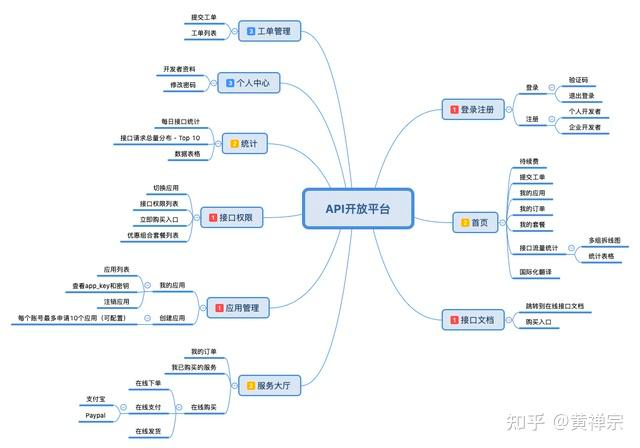 API开放平台
1 登录注册
登录
验证码
退出登录
注册
个人开发者
企业开发者
2 首页
待续费
提交工单
我的应用
我的订单
我的套餐
接口流量统计
多组拆线图
统计表格
国际化翻译
1 接口文档
跳转到在线接口文档
购买入口
3 工单管理
提交工单
工单列表
3 个人中心
开发者资料
修改密码
2 统计
每日接口统计
接口请求总量分布 - Top 10
数据表格
1 接口权限
切换应用
接口权限列表
立即购买入口
优惠组合套餐列表
1 应用管理
我的应用
应用列表
查看app_key和密钥
注销应用
创建应用
每个账号最多申请10个应用（可配置）
2 服务大厅
我的订单
我已购买的服务
在线购买
在线下单
在线支付
支付宝
Paypal
在线发货
知乎 @黄禅宗